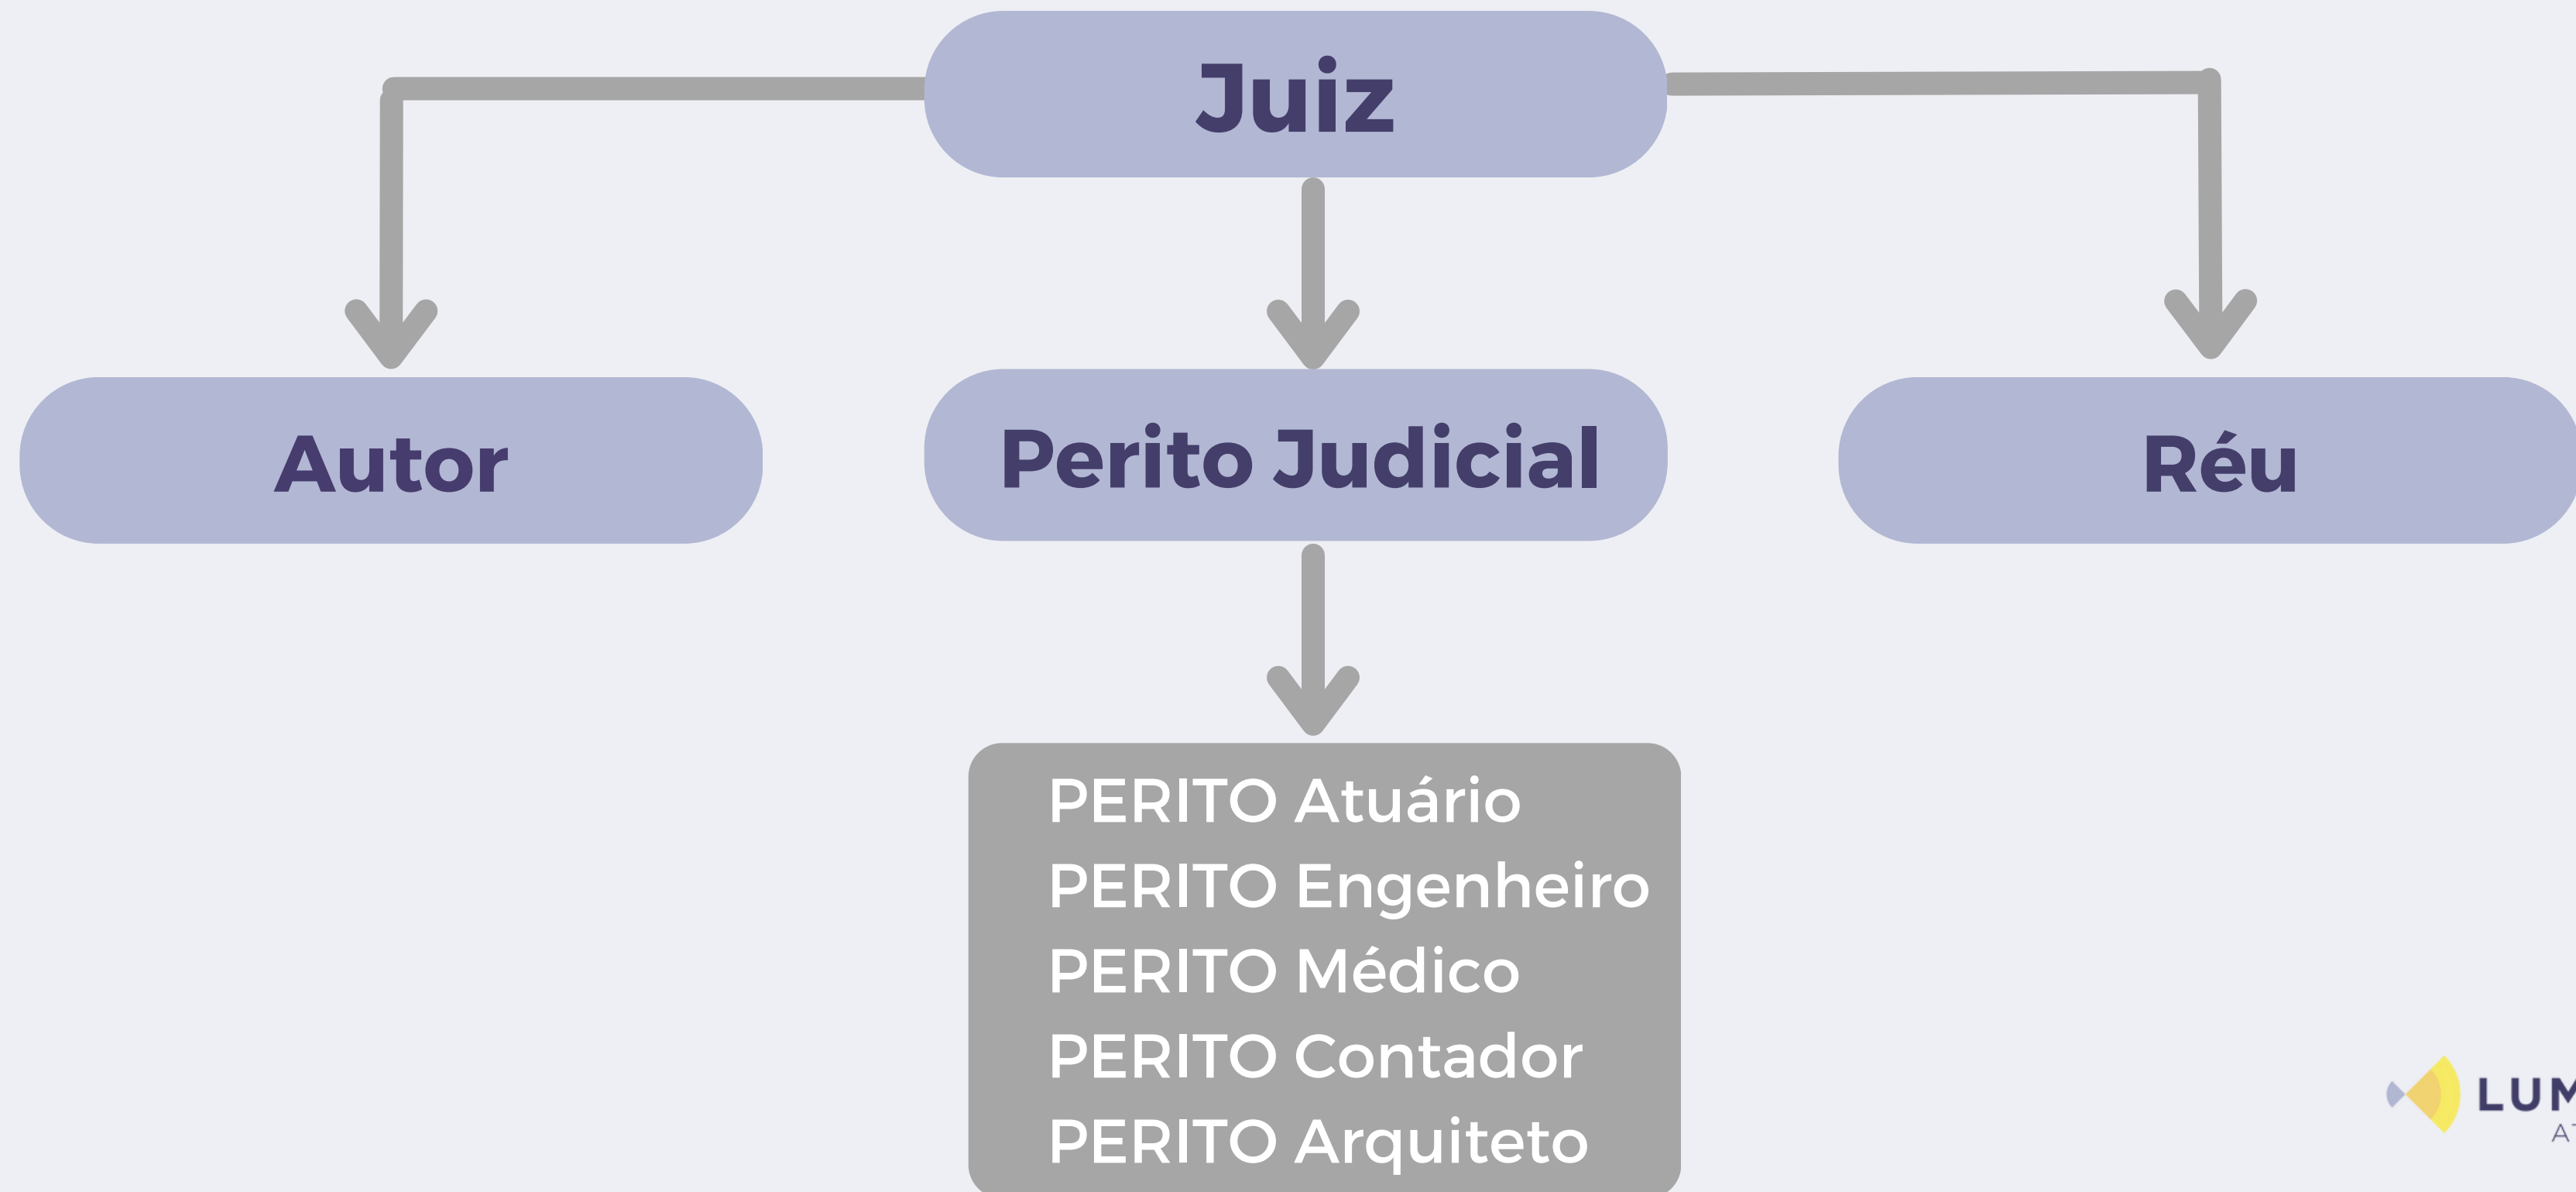 Juiz
Autor
Perito Judicial
Réu
PERITO Atuário
PERITO Engenheiro
PERITO Médico
PERITO Contador
PERITO Arquiteto